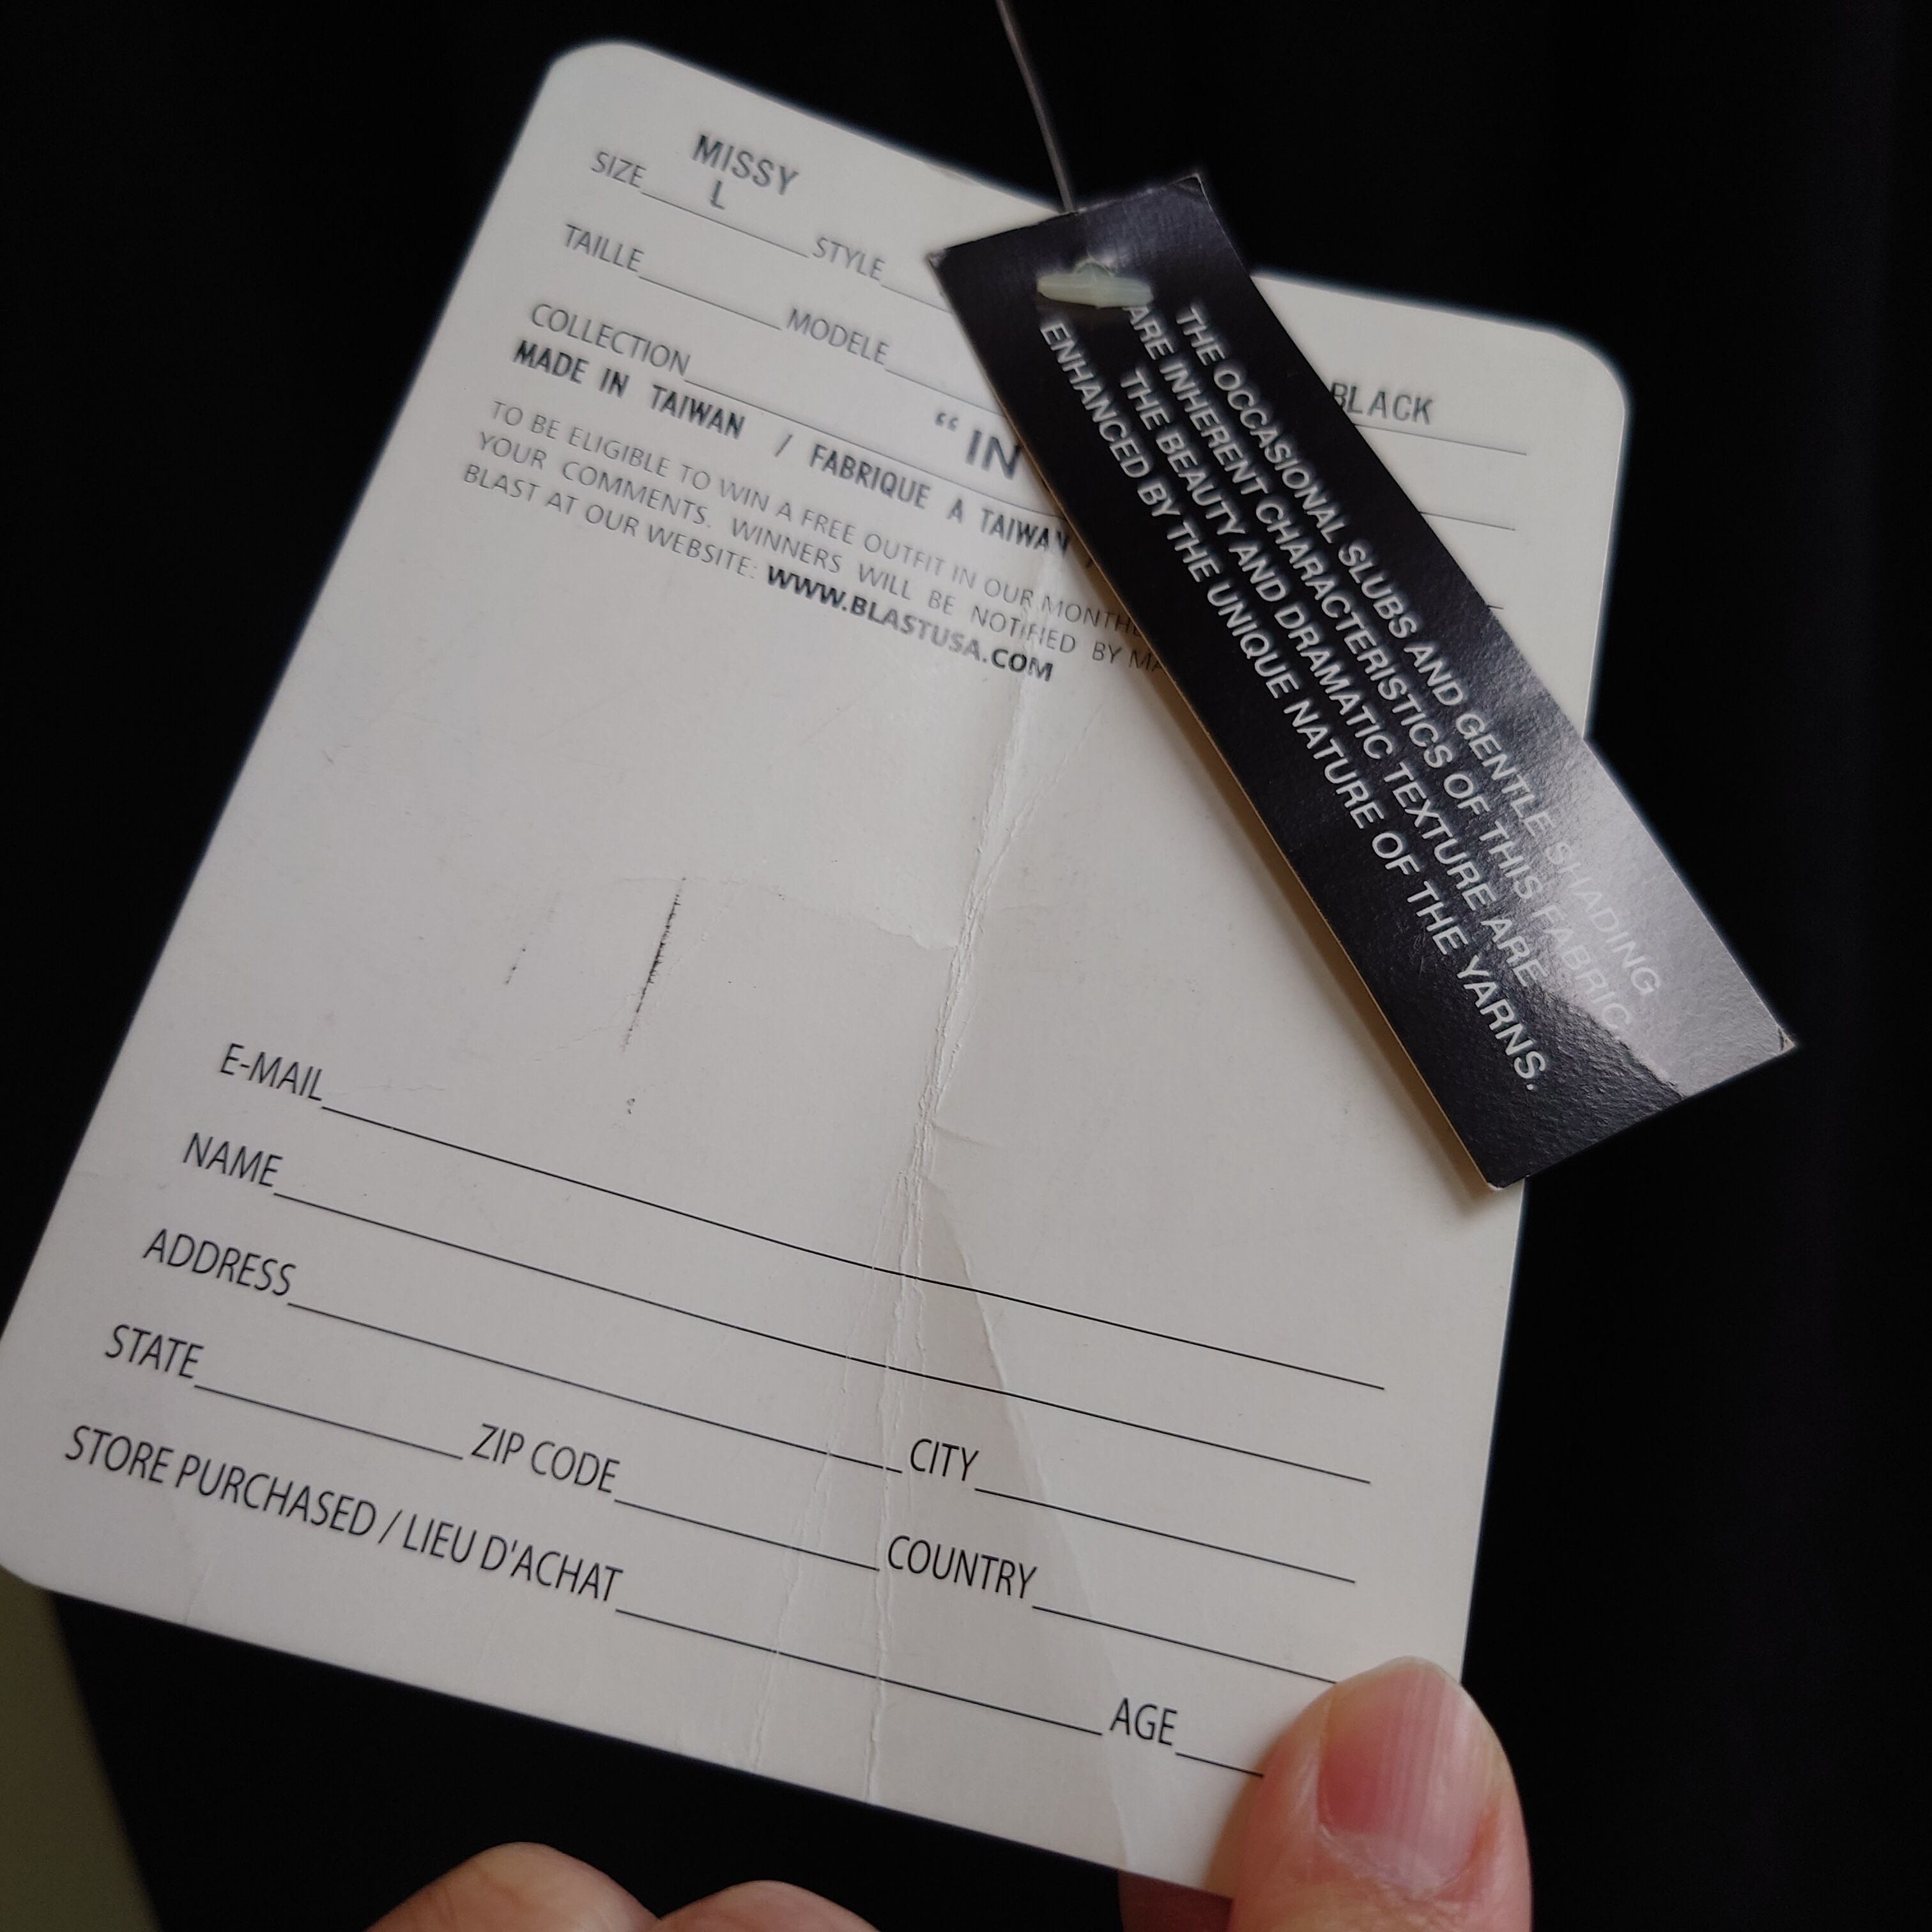 MISSY
SIZE L STYLE BLACK
TAILLE MODELE
COLLECTION "IN
MADE IN TAIWAN / FABRIQUE A TAIWAN
TO BE ELIGIBLE TO WIN A FREE OUTFIT IN OUR
YOUR COMMENTS. WINNERS WILL BE NOTIFIED BY
BLAST AT OUR WEBSITE: WWW.BLASTUSA.COM
E-MAIL
NAME
ADDRESS CITY
STATE ZIP CODE COUNTRY
STORE PURCHASED / LIEU D'ACHAT AGE
THE OCCASIONAL SLUBS AND GENTLE SHADING
ARE INHERENT CHARACTERISTICS OF THIS FABRIC
THE BEAUTY AND DRAMATIC TEXTURE ARE
ENHANCED BY THE UNIQUE NATURE OF THE YARNS.